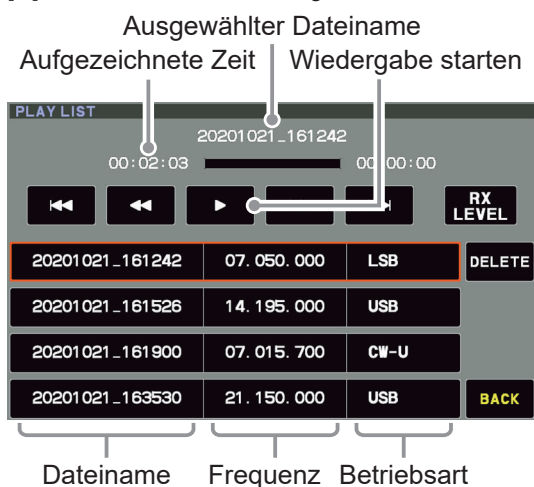 Ausgewählter Dateiname
Aufgezeichnete Zeit Wiedergabe starten
PLAY LIST
20201021_161242
00:02:03 00:00:00
RX
LEVEL
20201021_161242 07.050.000 LSB DELETE
20201021_161526 14.195.000 USB
20201021_161900 07.015.700 CW-U
20201021_163530 21.150.000 USB BACK
Dateiname Frequenz Betriebsart